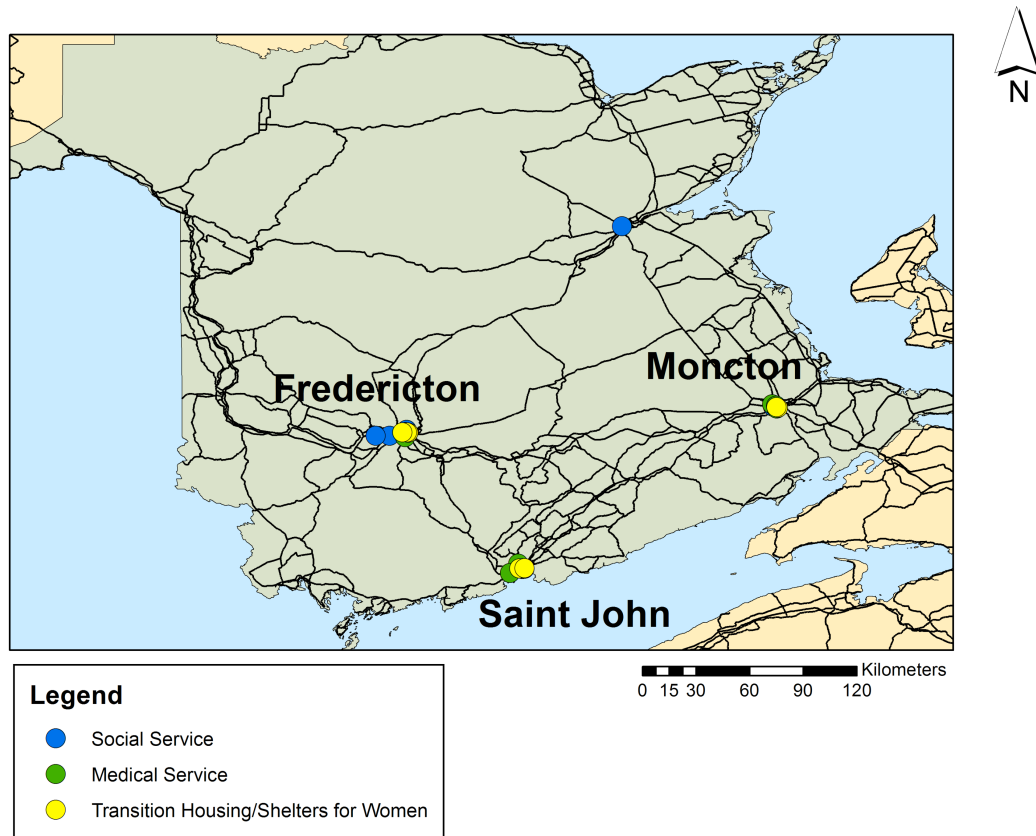 N
Moncton
Fredericton
Saint John
Kilometers
0 15 30 60 90 120
Legend
Social Service
Medical Service
Transition Housing/Shelters for Women